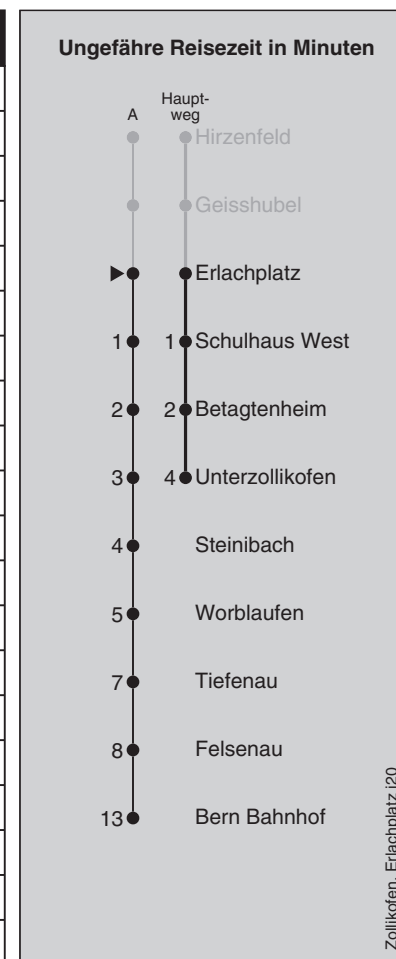 Ungefähre Reisezeit in Minuten
A
Haupt-
weg
Hirzenfeld
Geisshubel
Erlachplatz
1 1 Schulhaus West
2 2 Betagtenheim
3 4 Unterzollikofen
4 Steinibach
5 Worblaufen
7 Tiefenau
8 Felsenau
13 Bern Bahnhof
Zollikofen, Erlachplatz j20